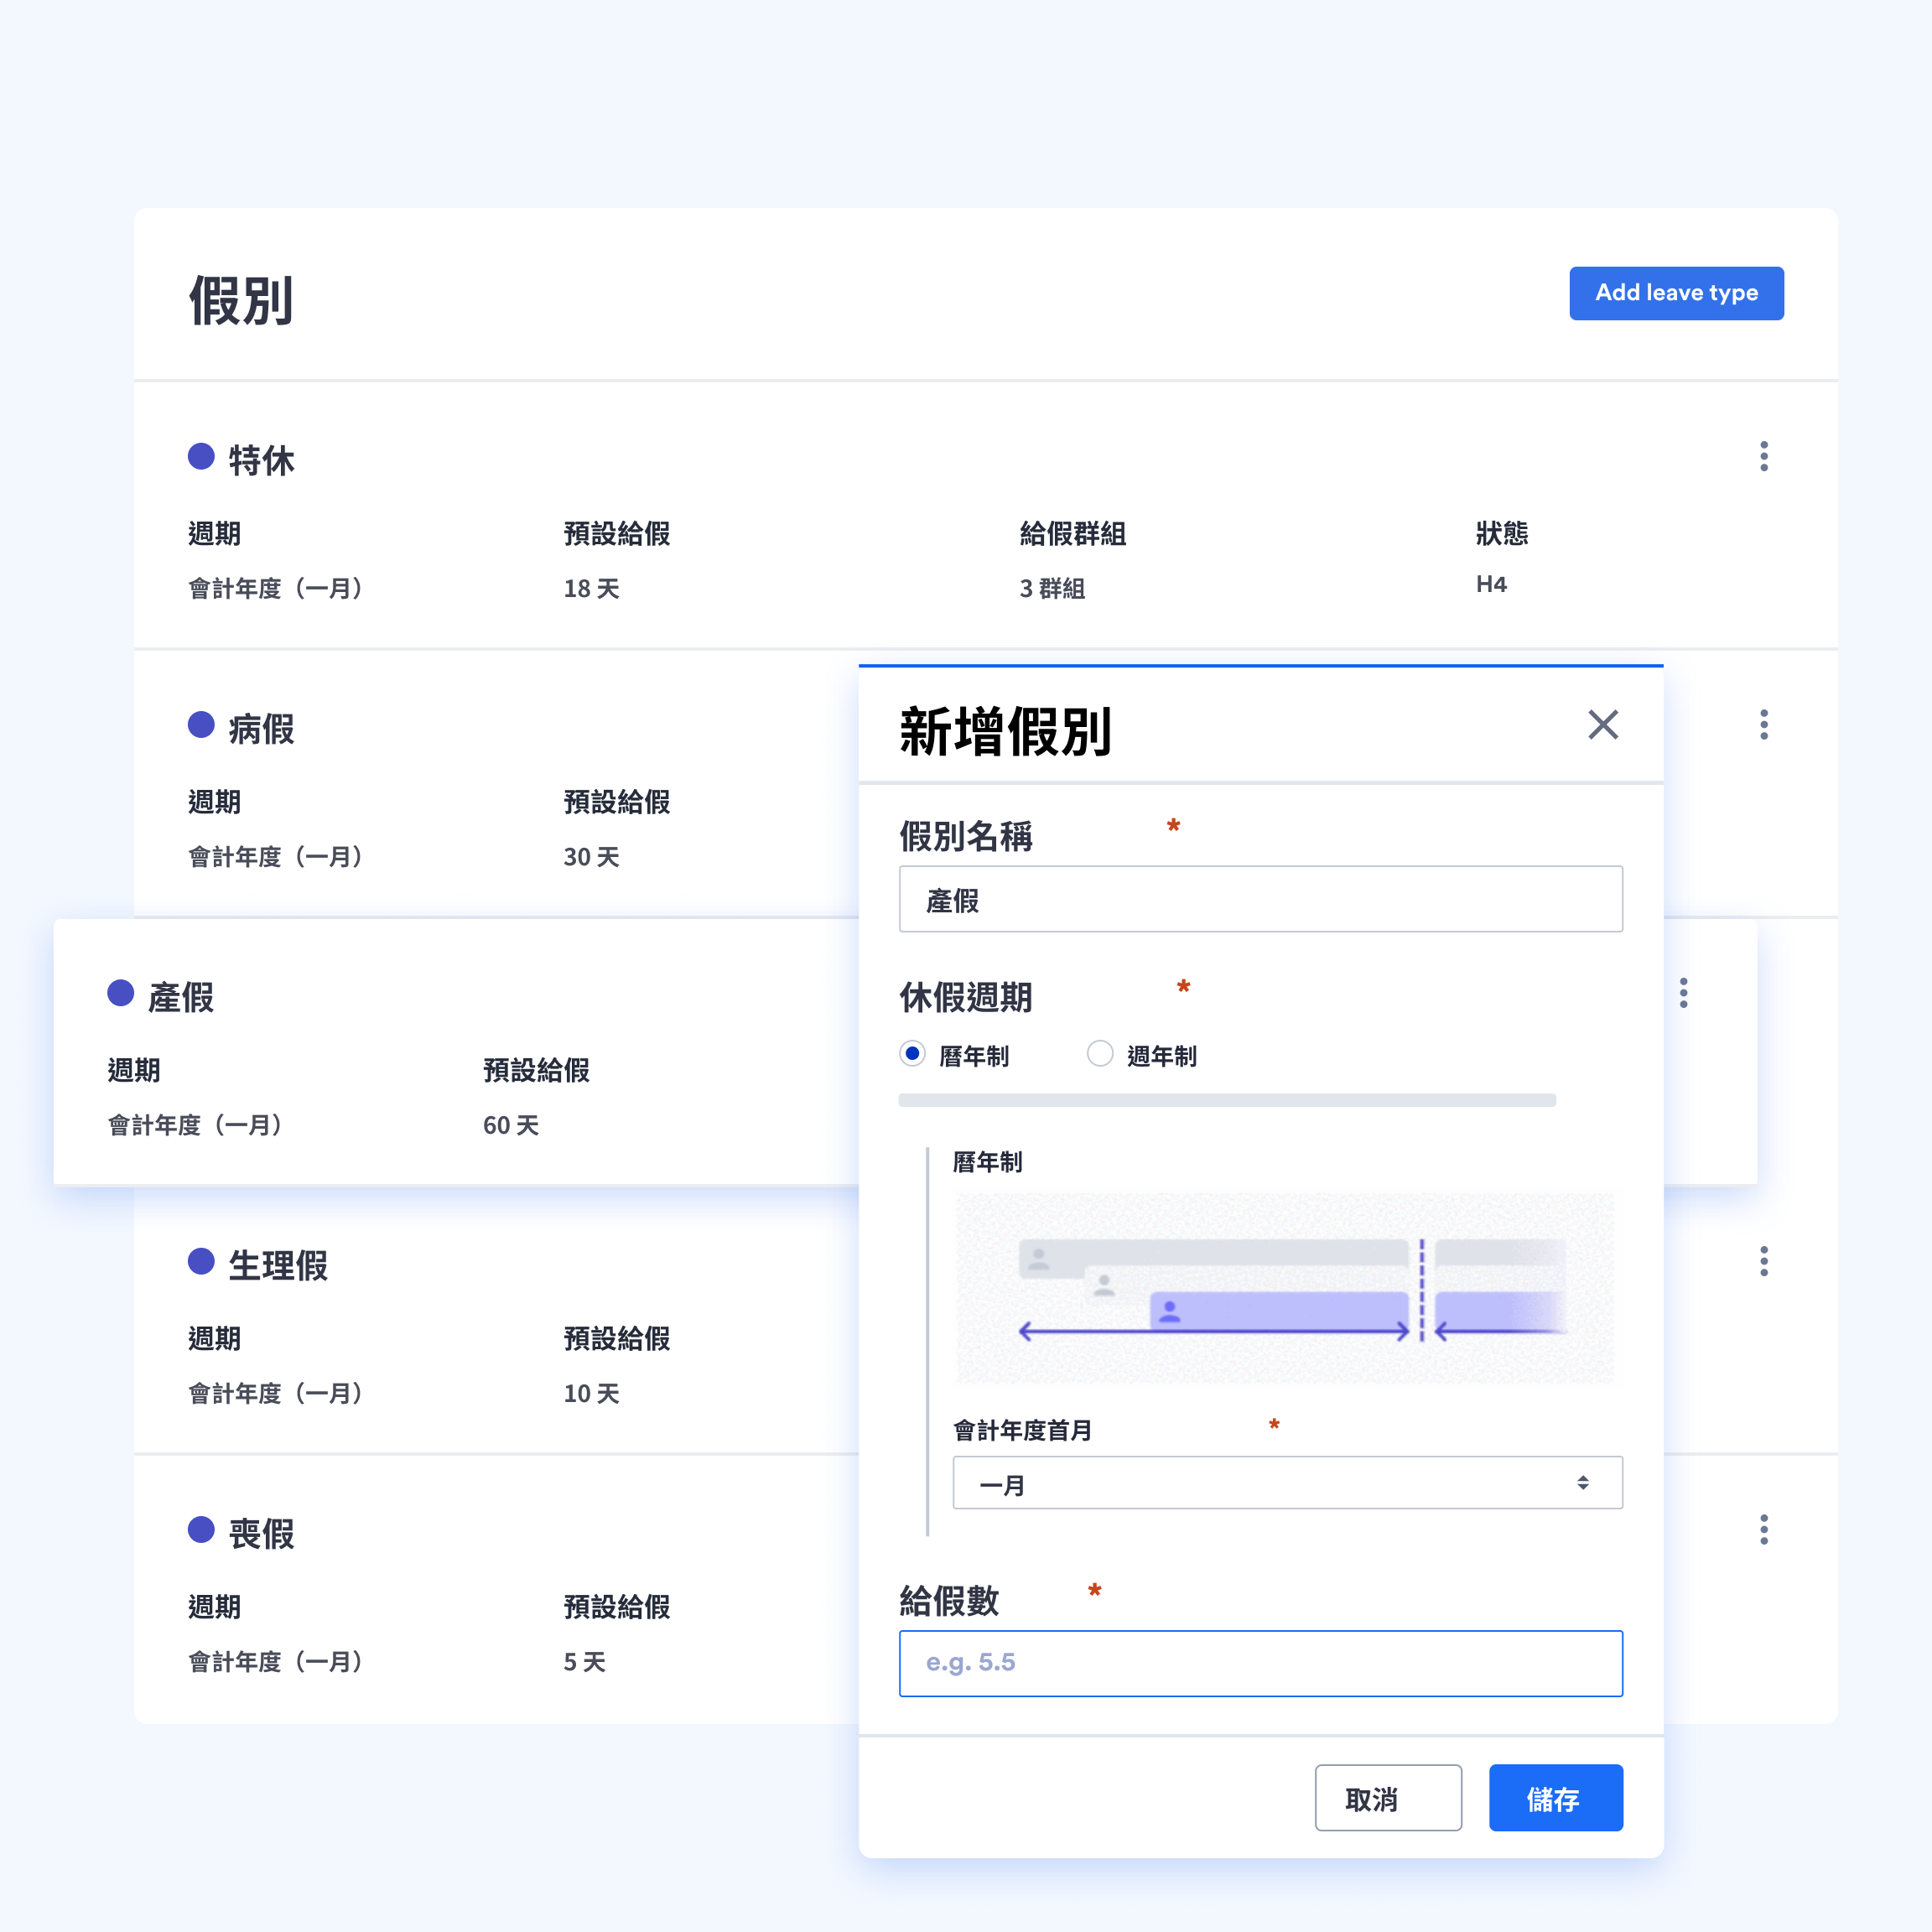 假別
Add leave type
特休
週期 預設給假 給假群組 狀態
會計年度（一月） 18 天 3 群組 H4
病假
週期 預設給假
會計年度（一月） 30 天
產假
週期 預設給假
會計年度（一月） 60 天
生理假
週期 預設給假
會計年度（一月） 10 天
喪假
週期 預設給假
會計年度（一月） 5 天
新增假別
假別名稱 *
產假
休假週期 *
曆年制 週年制
曆年制
會計年度首月 *
一月
給假數 *
e.g. 5.5
取消 儲存